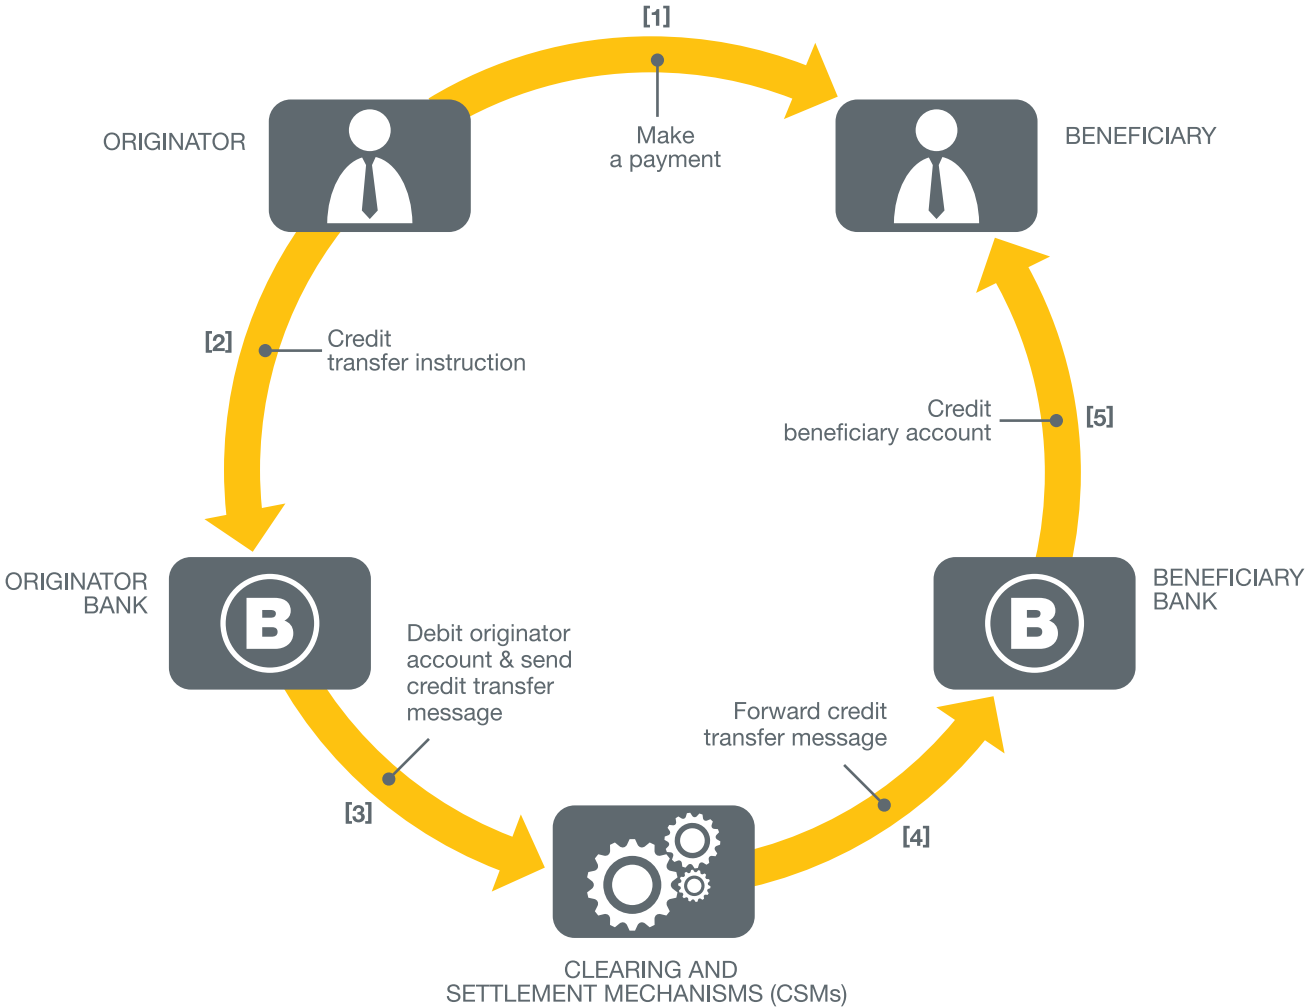 [1]
ORIGINATOR
Make
a payment
BENEFICIARY
[2]
Credit
transfer instruction
Credit
beneficiary account
[5]
ORIGINATOR
BANK
B
B
BENEFICIARY
BANK
Debit originator
account & send
credit transfer
message
[3]
Forward credit
transfer message
[4]
CLEARING AND
SETTLEMENT MECHANISMS (CSMs)